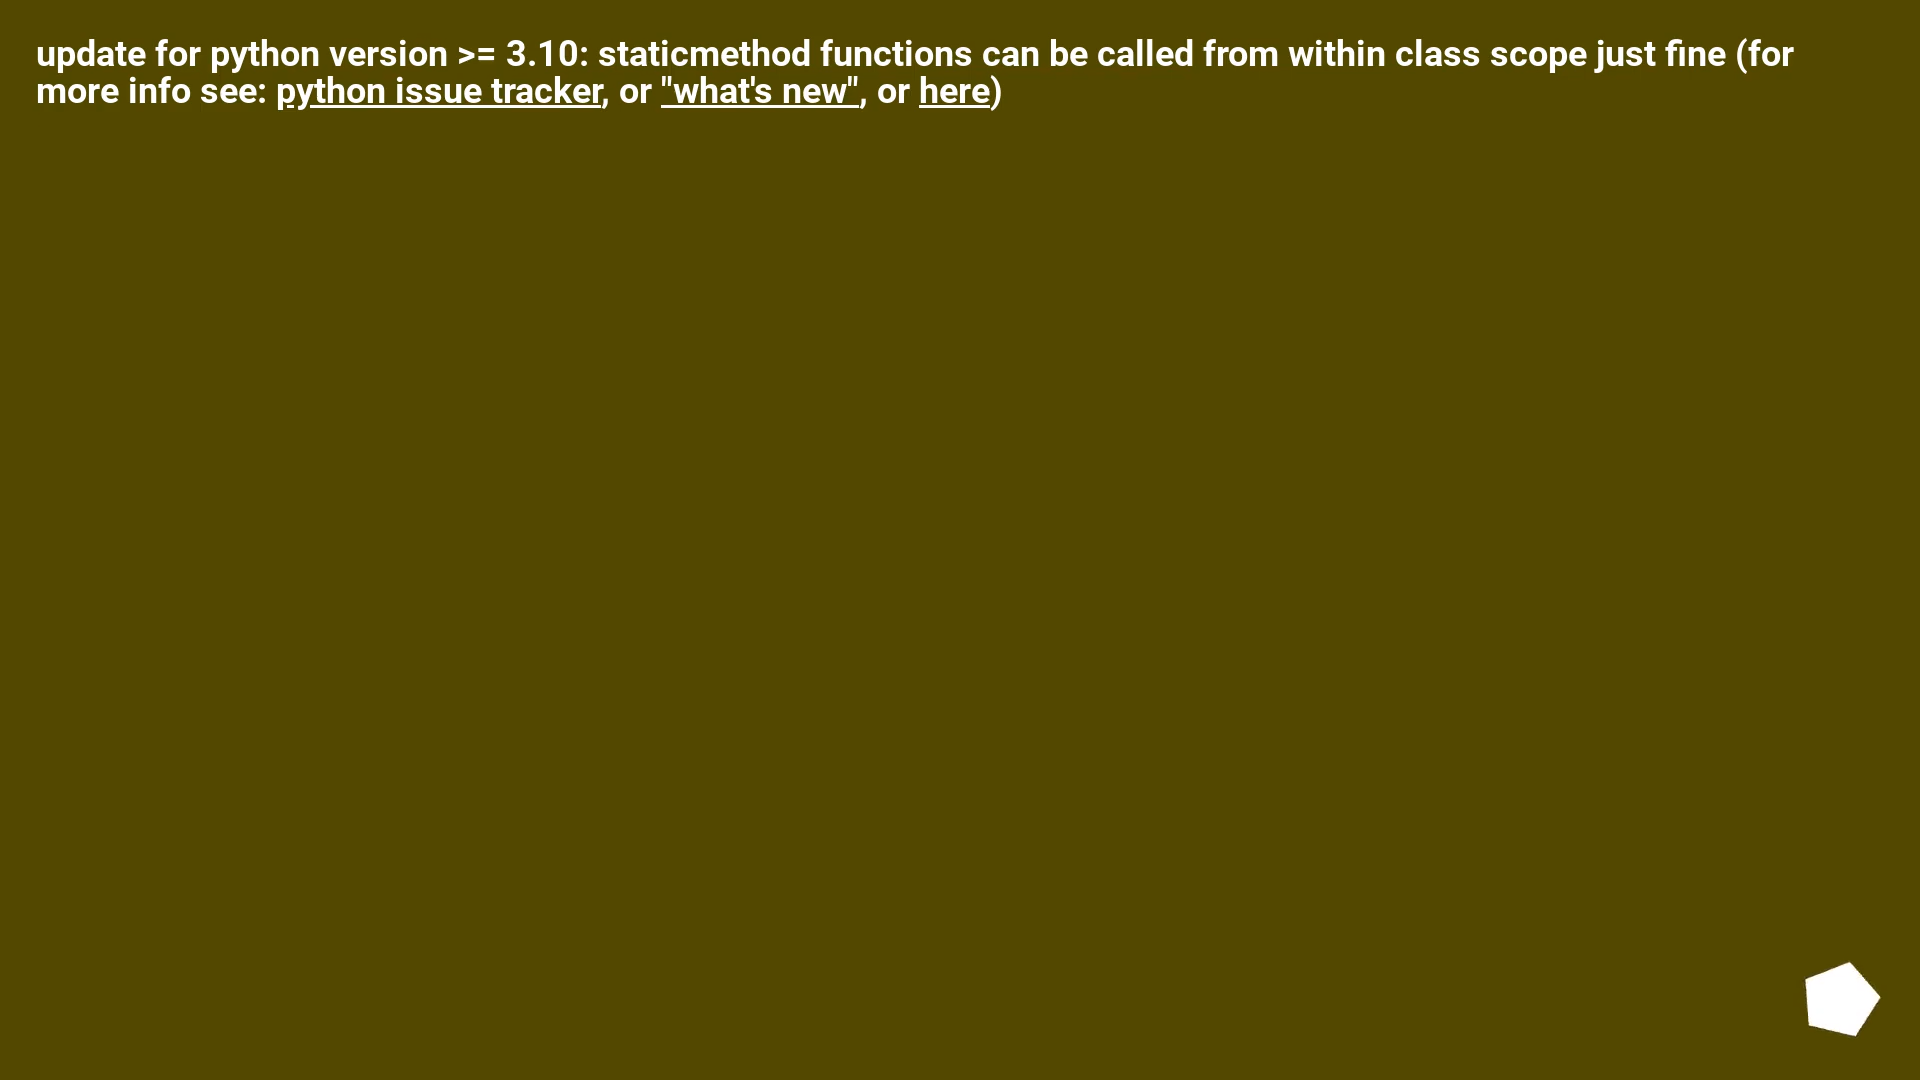 update for python version >= 3.10: staticmethod functions can be called from within class scope just fine (for
more info see: python issue tracker, or "what's new", or here)